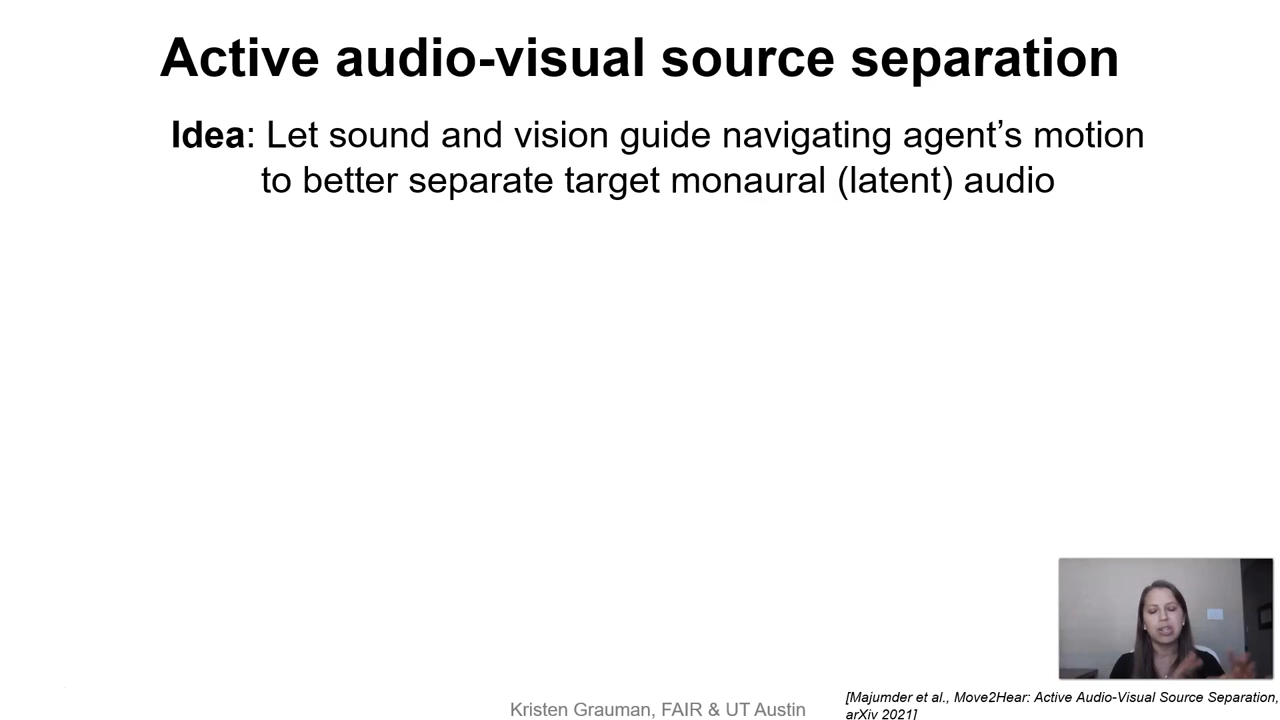 Active audio-visual source separation
Idea: Let sound and vision guide navigating agent’s motion
to better separate target monaural (latent) audio
Kristen Grauman, FAIR & UT Austin
[Majumder et al., Move2Hear: Active Audio-Visual Source Separation,
arXiv 2021]